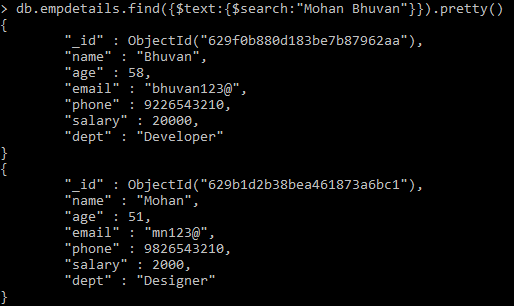 > db.empdetails.find({$text:{$search:"Mohan Bhuvan"}}).pretty()
{
        "_id" : ObjectId("629f0b880d183be7b87962aa"),
        "name" : "Bhuvan",
        "age" : 58,
        "email" : "bhuvan123@",
        "phone" : 9226543210,
        "salary" : 20000,
        "dept" : "Developer"
}
{
        "_id" : ObjectId("629b1d2b38bea461873a6bc1"),
        "name" : "Mohan",
        "age" : 51,
        "email" : "mn123@",
        "phone" : 9826543210,
        "salary" : 2000,
        "dept" : "Designer"
}